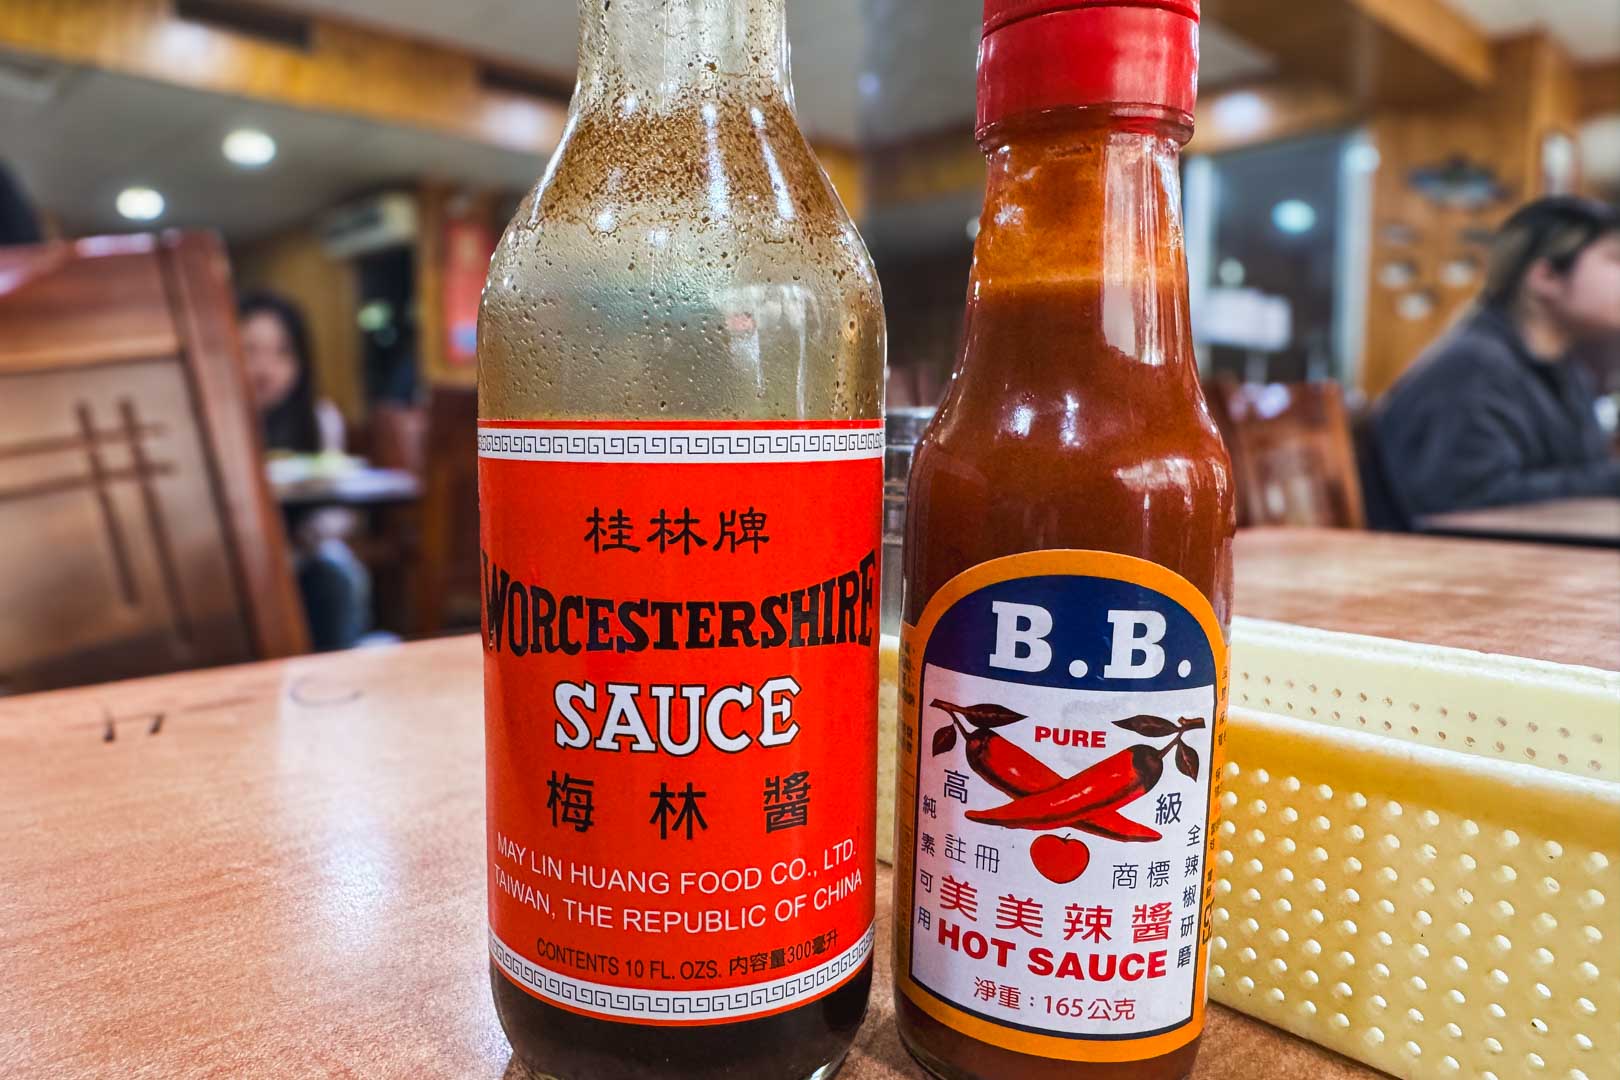 桂林牌
WORCESTERSHIRE
SAUCE
梅林醬
MAY LIN HUANG FOOD CO., LTD.
TAIWAN, THE REPUBLIC OF CHINA
CONTENTS 10 FL. OZS. 內容量300毫升
B.B.
PURE
高級
純素可用
註冊商標
全辣椒研磨
美美辣醬
HOT SAUCE
淨重：165公克